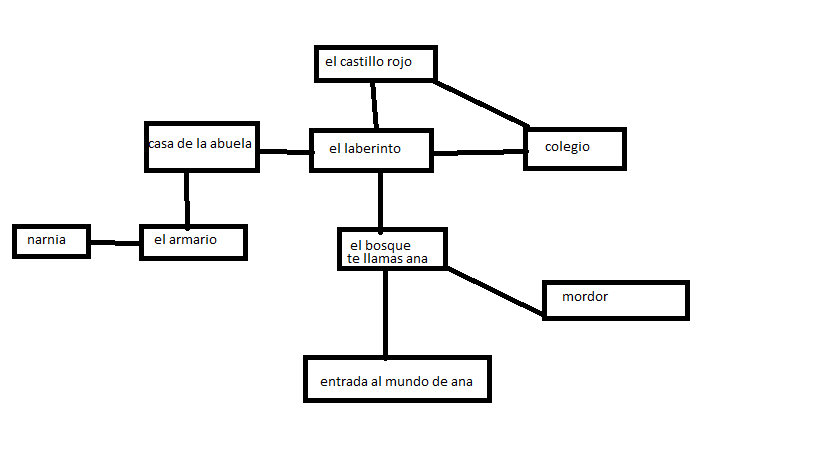 el castillo rojo
casa de la abuela
el laberinto
colegio
narnia
el armario
el bosque
te llamas ana
mordor
entrada al mundo de ana